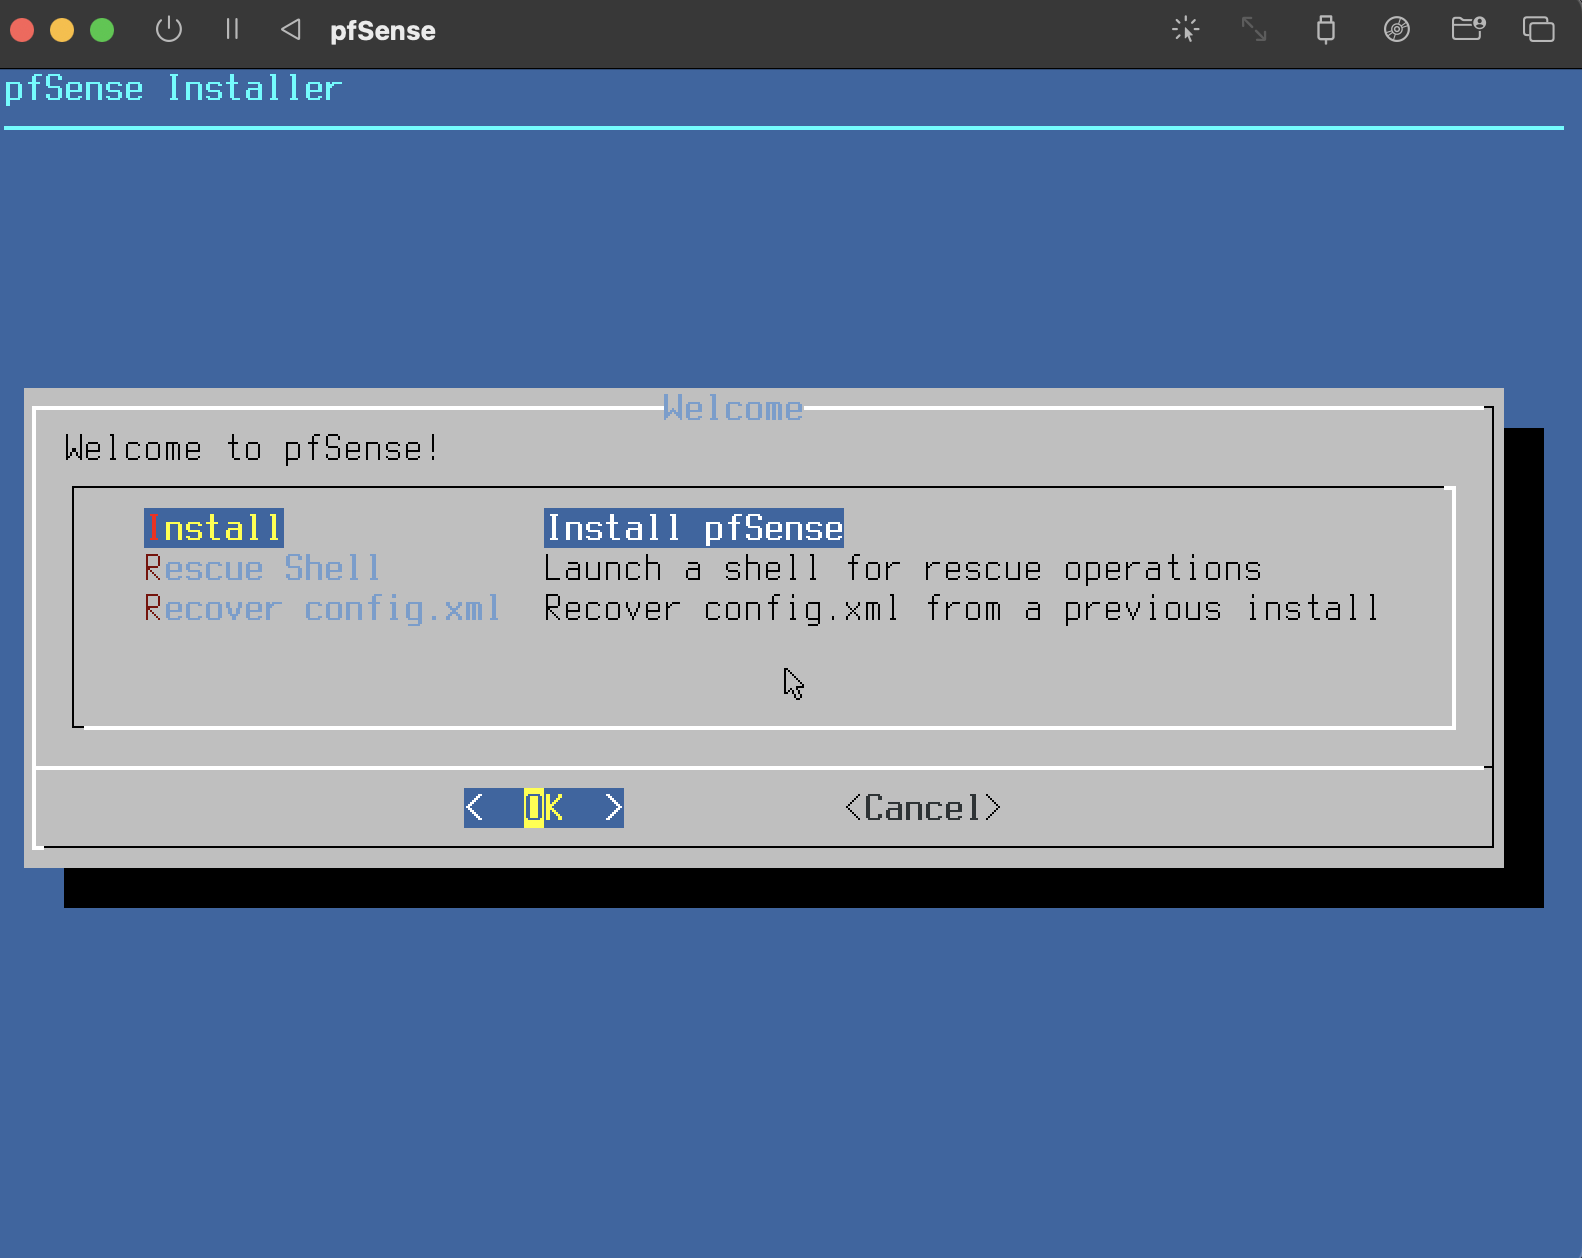 pfSense
pfSense Installer
Welcome
Welcome to pfSense!
Install Install pfSense
Rescue Shell Launch a shell for rescue operations
Recover config.xml Recover config.xml from a previous install
< OK > <Cancel>